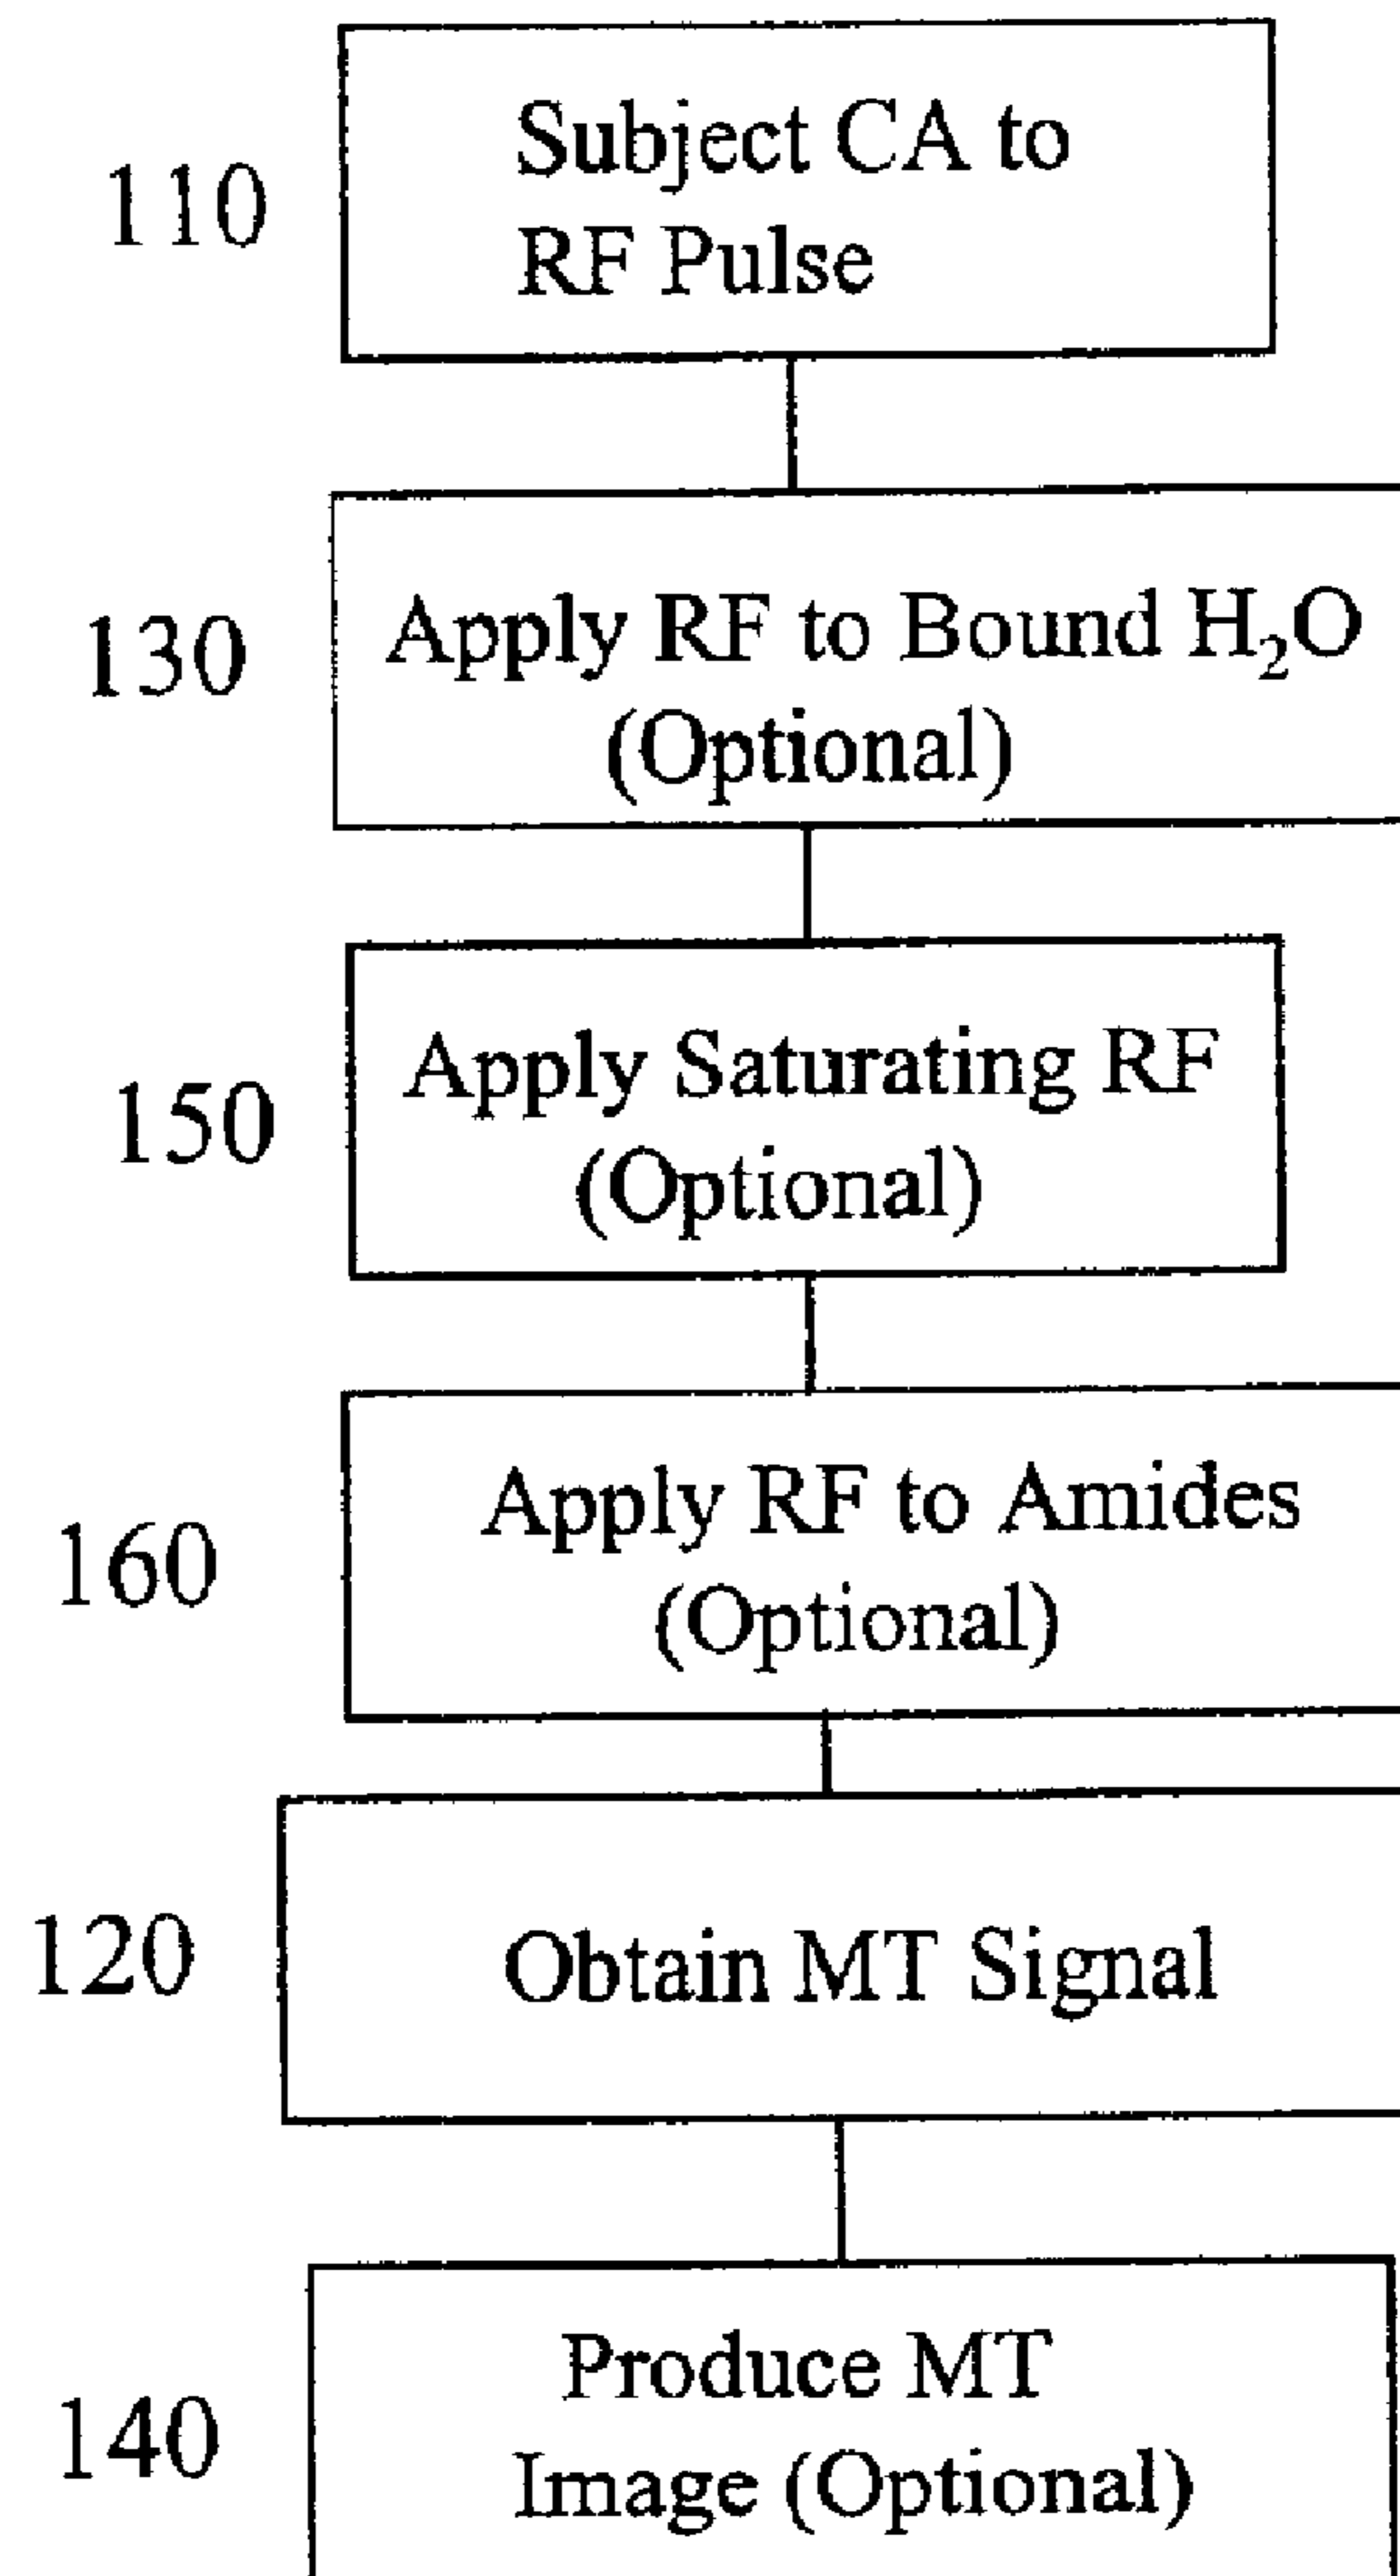 110
Subject CA to
RF Pulse
130
Apply RF to Bound H₂O
(Optional)
150
Apply Saturating RF
(Optional)
160
Apply RF to Amides
(Optional)
120
Obtain MT Signal
140
Produce MT
Image (Optional)